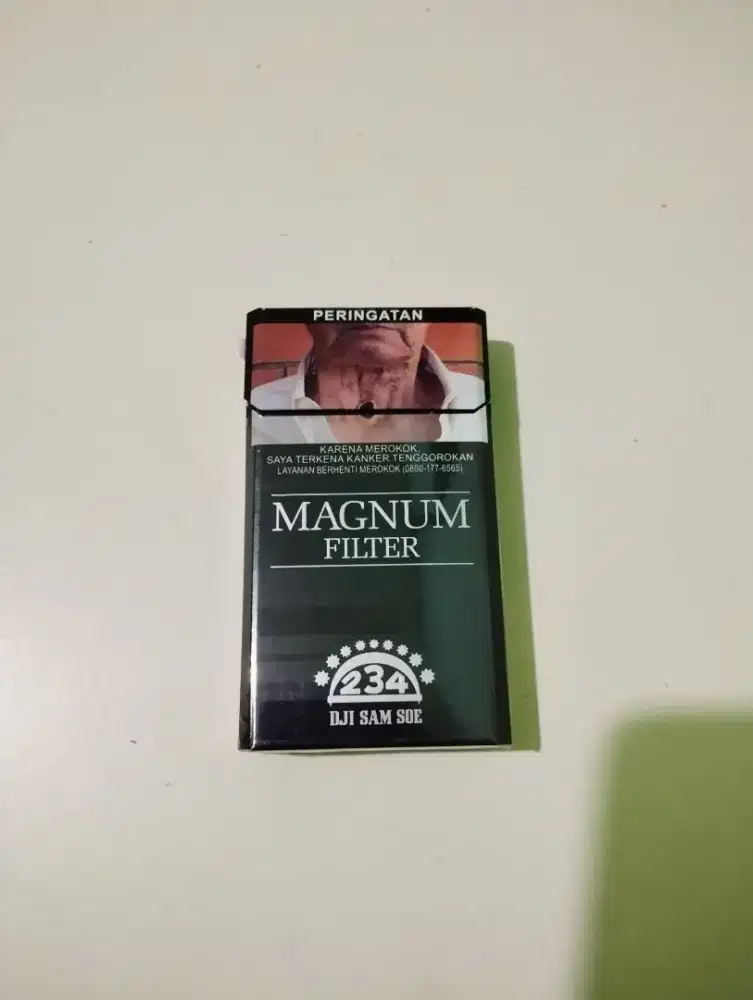 PERINGATAN
KARENA MEROKOK,
SAYA TERKENA KANKER TENGGOROKAN
LAYANAN BERHENTI MEROKOK (0800-177-6565)
MAGNUM
FILTER
234
DJI SAM SOE